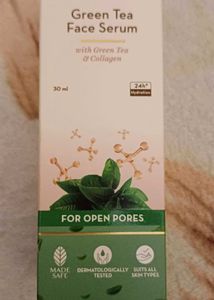 Green Tea
Face Serum
with Green Tea
& Collagen
30 ml
24h*
Hydration
FOR OPEN PORES
MADE
SAFE
DERMATOLOGICALLY
TESTED
SUITS ALL
SKIN TYPES